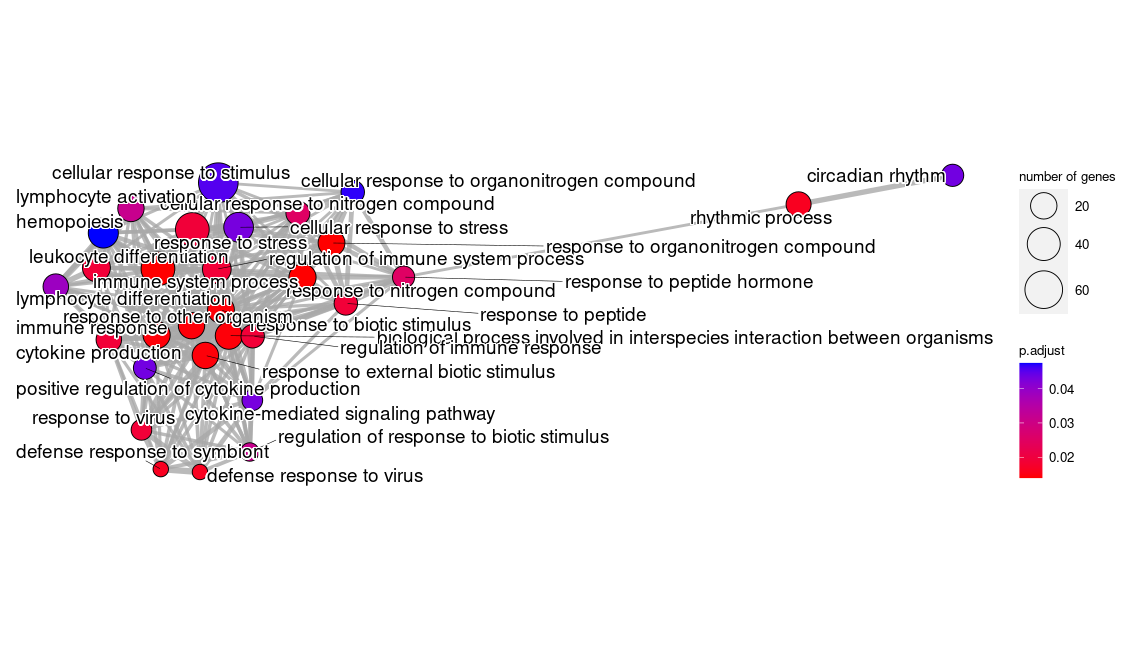 cellular response to stimulus
circadian rhythm
number of genes
cellular response to organonitrogen compound
lymphocyte activation
cellular response to nitrogen compound
20
rhythmic process
hemopoiesis
cellular response to stress
response to stress
40
response to organonitrogen compound
leukocyte differentiation
regulation of immune system process
immune system process
response to peptide hormone
response to nitrogen compound
60
lymphocyte differentiation
response to other organism
response to peptide
immune response
response to biotic stimulus
biological process involved in interspecies interaction between organisms
regulation of immune response
cytokine production
p.adjust
response to external biotic stimulus
positive regulation of cytokine production
0.04
response to virus
cytokine-mediated signaling pathway
0.03
regulation of response to biotic stimulus
defense response to symbiont
0.02
defense response to virus